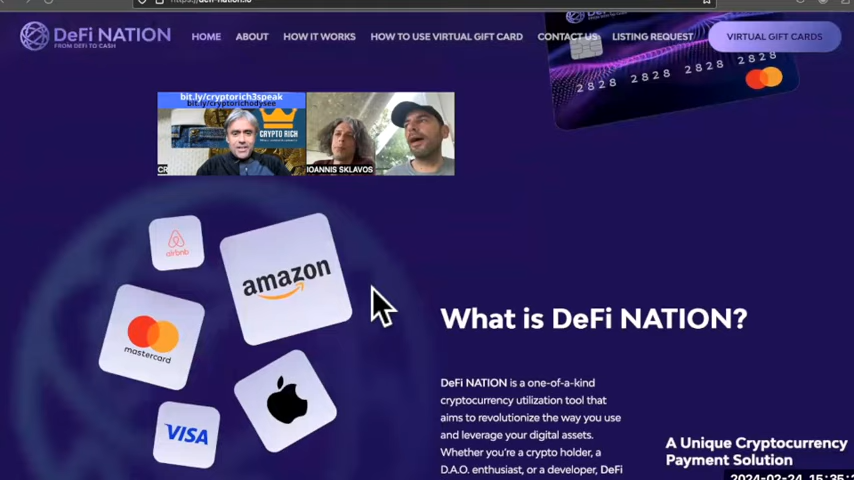 DeFi NATION
FROM DEFI TO CASH
HOME
ABOUT
HOW IT WORKS
HOW TO USE VIRTUAL GIFT CARD
CONTACT US
LISTING REQUEST
VIRTUAL GIFT CARDS
2828 2828 2828 2828
bit.ly/cryptorich3speak
bit.ly/cryptorichodysee
CRYPTO RICH
CR
IOANNIS SKLAVOS
airbnb
amazon
mastercard
VISA
What is DeFi NATION?
DeFi NATION is a one-of-a-kind
cryptocurrency utilization tool that
aims to revolutionize the way you use
and leverage your digital assets.
Whether you're a crypto holder, a
D.A.O. enthusiast, or a developer, DeFi
A Unique Cryptocurrency
Payment Solution